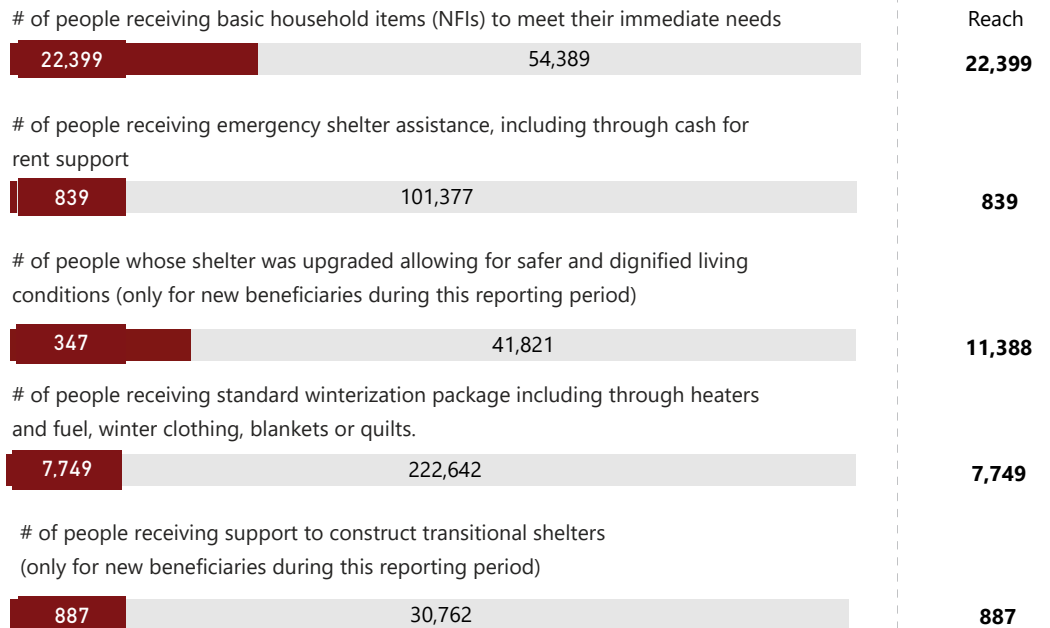 # of people receiving basic household items (NFIs) to meet their immediate needs
Reach
22,399
54,389
22,399
# of people receiving emergency shelter assistance, including through cash for
rent support
839
101,377
839
# of people whose shelter was upgraded allowing for safer and dignified living
conditions (only for new beneficiaries during this reporting period)
347
41,821
11,388
# of people receiving standard winterization package including through heaters
and fuel, winter clothing, blankets or quilts.
7,749
222,642
7,749
# of people receiving support to construct transitional shelters
(only for new beneficiaries during this reporting period)
887
30,762
887